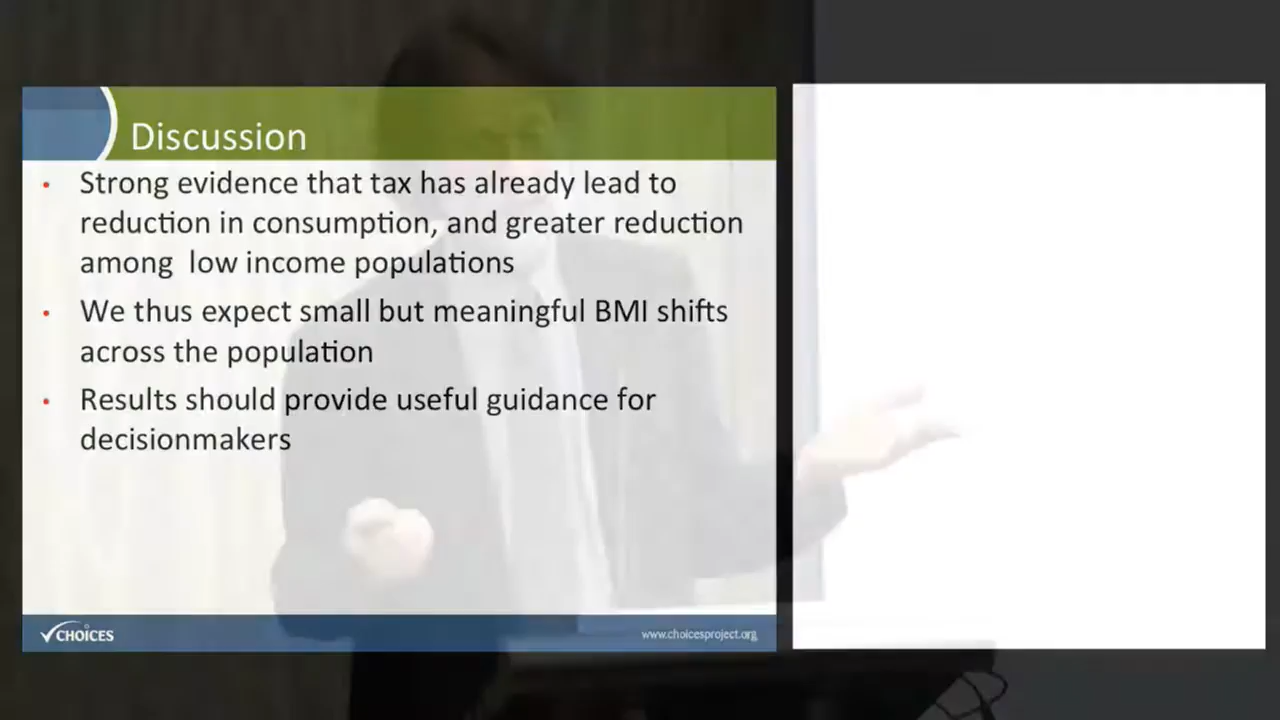 Discussion
• Strong evidence that tax has already lead to
reduction in consumption, and greater reduction
among low income populations
• We thus expect small but meaningful BMI shifts
across the population
• Results should provide useful guidance for
decisionmakers
CHOICES
www.choicesproject.org